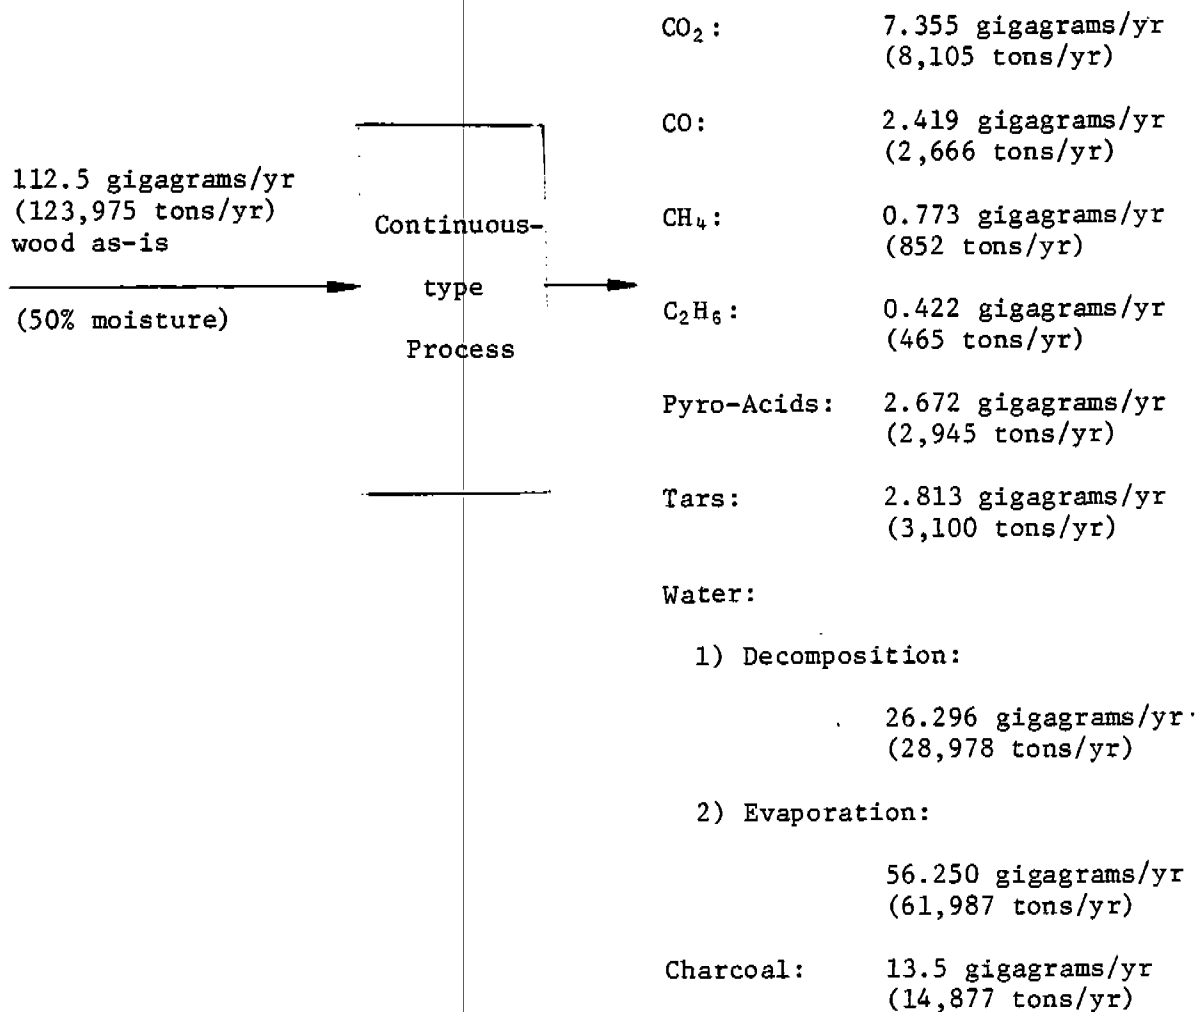 112.5 gigagrams/yr
(123,975 tons/yr)
wood as-is
(50% moisture)
Continuous-
type
Process
CO₂: 7.355 gigagrams/yr
(8,105 tons/yr)
CO: 2.419 gigagrams/yr
(2,666 tons/yr)
CH₄: 0.773 gigagrams/yr
(852 tons/yr)
C₂H₆: 0.422 gigagrams/yr
(465 tons/yr)
Pyro-Acids: 2.672 gigagrams/yr
(2,945 tons/yr)
Tars: 2.813 gigagrams/yr
(3,100 tons/yr)
Water:
1) Decomposition:
26.296 gigagrams/yr
(28,978 tons/yr)
2) Evaporation:
56.250 gigagrams/yr
(61,987 tons/yr)
Charcoal: 13.5 gigagrams/yr
(14,877 tons/yr)